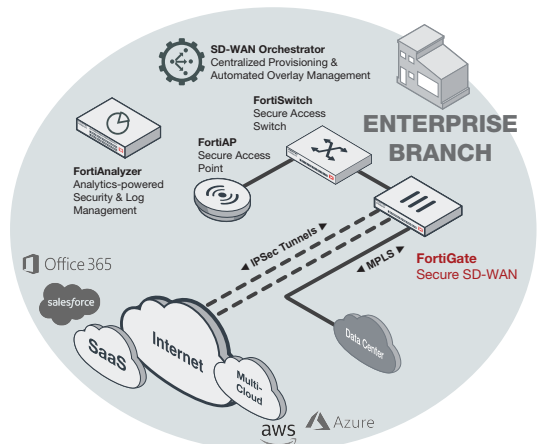 SD-WAN Orchestrator
Centralized Provisioning &
Automated Overlay Management
FortiSwitch
Secure Access
Switch
ENTERPRISE
BRANCH
FortiAP
Secure Access
Point
FortiAnalyzer
Analytics-powered
Security & Log
Management
IPSec Tunnels
MPLS
FortiGate
Secure SD-WAN
Office 365
salesforce
SaaS
Internet
Multi-
Cloud
Data Center
aws
Azure